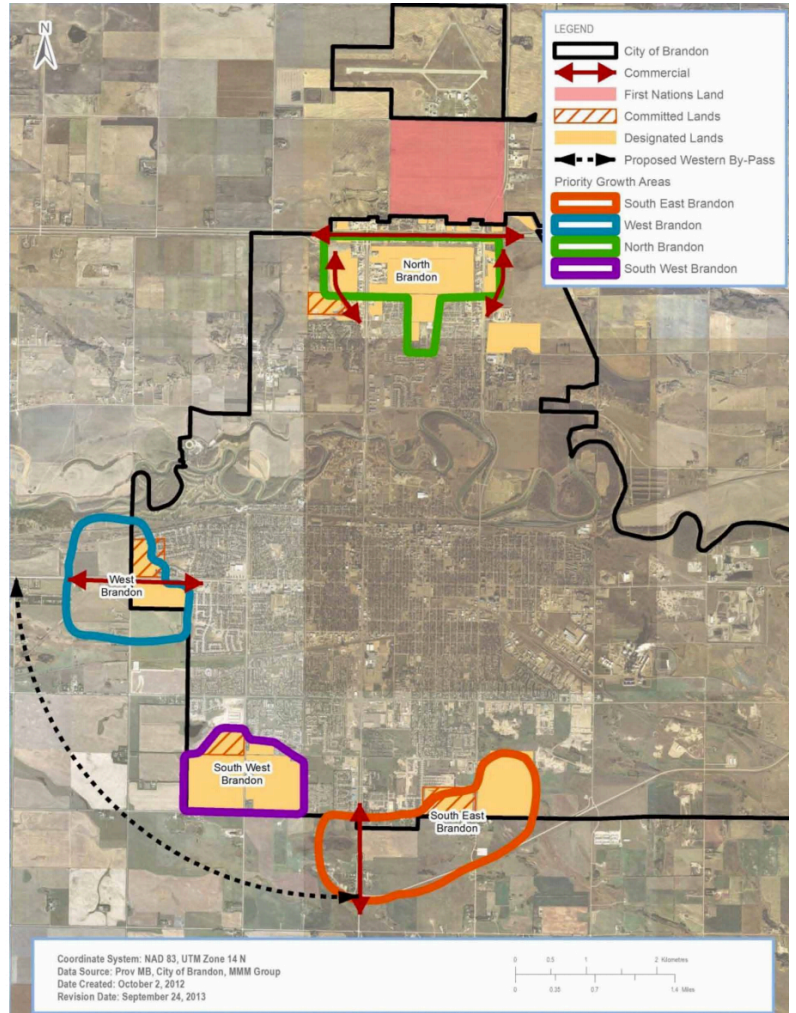 N
LEGEND
City of Brandon
Commercial
First Nations Land
Committed Lands
Designated Lands
Proposed Western By-Pass
Priority Growth Areas
South East Brandon
West Brandon
North Brandon
South West Brandon
North
Brandon
West
Brandon
South West
Brandon
South East
Brandon
Coordinate System: NAD 83, UTM Zone 14 N
Data Source: Prov MB, City of Brandon, MMM Group
Date Created: October 2, 2012
Revision Date: September 24, 2013
0 0.5 1 2 Kilometres
0 0.35 0.7 1.4 Miles